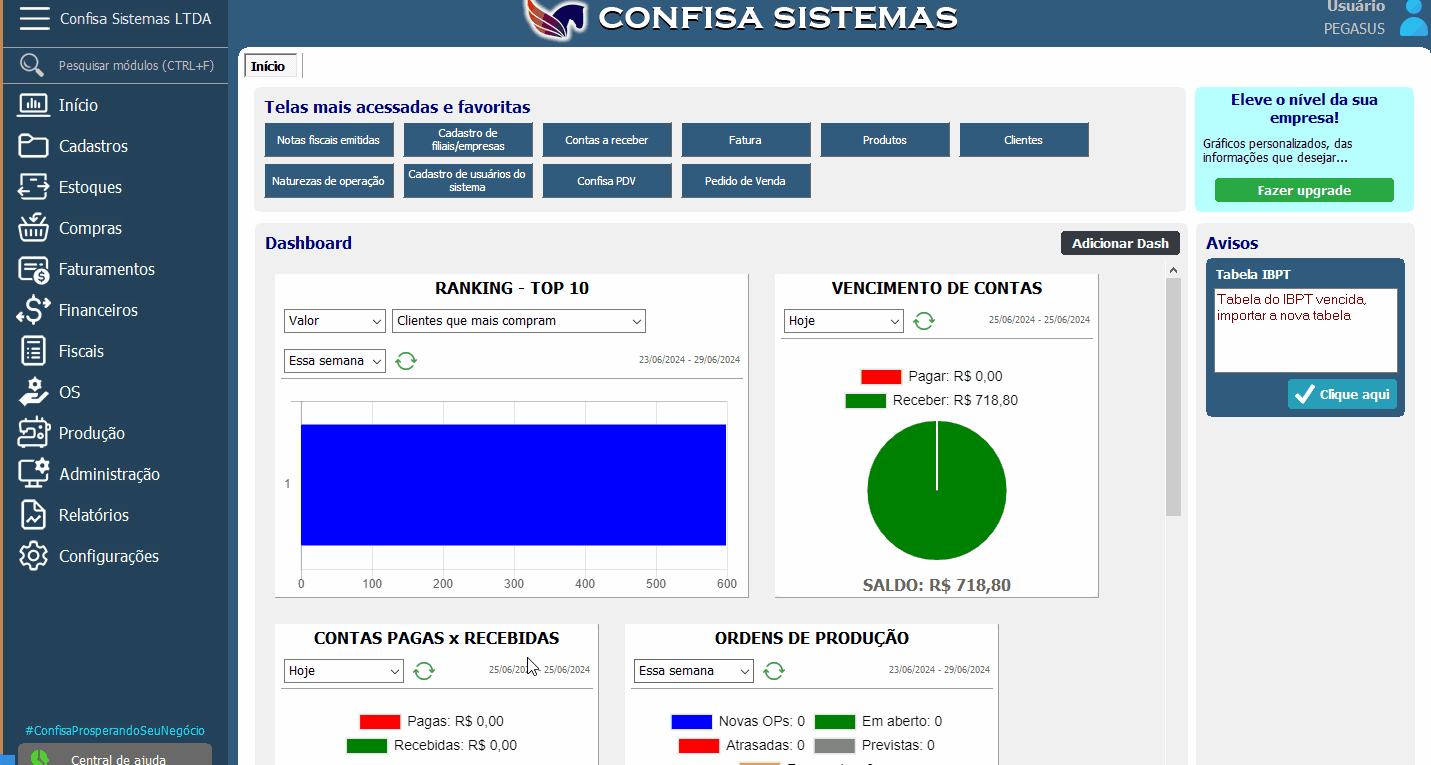 Confisa Sistemas LTDA
CONFISA SISTEMAS
Usuário
PEGASUS
Pesquisar módulos (CTRL+F)
Início
Cadastros
Estoques
Compras
Faturamentos
Financeiros
Fiscais
OS
Produção
Administração
Relatórios
Configurações
#ConfisaProsperandoSeuNegócio
Central de ajuda
Início
Telas mais acessadas e favoritas
Notas fiscais emitidas
Cadastro de
filiais/empresas
Contas a receber
Fatura
Produtos
Clientes
Naturezas de operação
Cadastro de usuários do
sistema
Confisa PDV
Pedido de Venda
Eleve o nível da sua
empresa!
Gráficos personalizados, das
informações que desejar...
Fazer upgrade
Dashboard
Adicionar Dash
RANKING - TOP 10
Valor
Clientes que mais compram
Essa semana
23/06/2024 - 29/06/2024
1
0 100 200 300 400 500 600
VENCIMENTO DE CONTAS
Hoje
25/06/2024 - 25/06/2024
Pagar: R$ 0,00
Receber: R$ 718,80
SALDO: R$ 718,80
CONTAS PAGAS x RECEBIDAS
Hoje
25/06/20 - 25/06/2024
Pagas: R$ 0,00
Recebidas: R$ 0,00
ORDENS DE PRODUÇÃO
Essa semana
23/06/2024 - 29/06/2024
Novas OPs: 0 Em aberto: 0
Atrasadas: 0 Previstas: 0
Avisos
Tabela IBPT
Tabela do IBPT vencida,
importar a nova tabela
Clique aqui